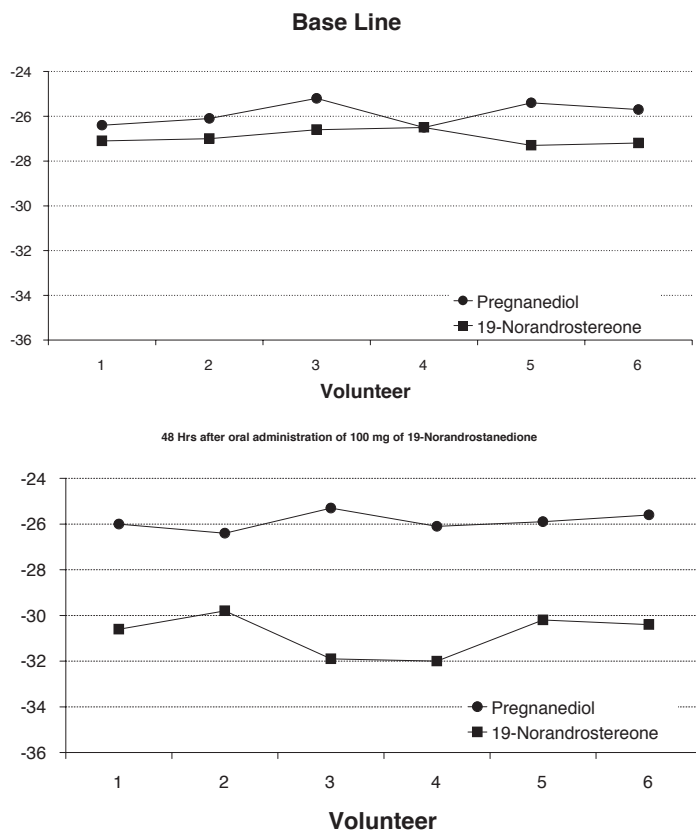 Base Line
-24
-26
-28
-30
-32
-34
-36
Pregnanediol
19-Norandrostereone
1 2 3 4 5 6
Volunteer
48 Hrs after oral administration of 100 mg of 19-Norandrostanedione
-24
-26
-28
-30
-32
-34
-36
Pregnanediol
19-Norandrostereone
1 2 3 4 5 6
Volunteer